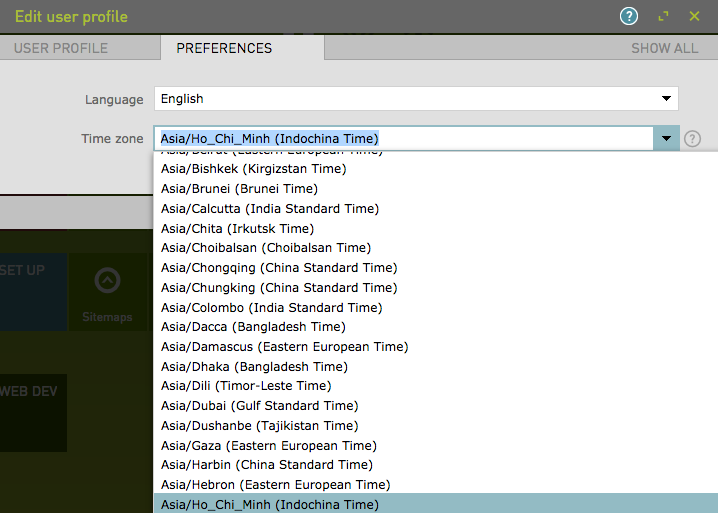 Edit user profile
?
USER PROFILE
PREFERENCES
SHOW ALL
Language
English
Time zone
Asia/Ho_Chi_Minh (Indochina Time)
?
Asia/Beirut (Eastern European Time)
Asia/Bishkek (Kirgizstan Time)
Asia/Brunei (Brunei Time)
Asia/Calcutta (India Standard Time)
Asia/Chita (Irkutsk Time)
Asia/Choibalsan (Choibalsan Time)
Asia/Chongqing (China Standard Time)
Asia/Chungking (China Standard Time)
Asia/Colombo (India Standard Time)
Asia/Dacca (Bangladesh Time)
Asia/Damascus (Eastern European Time)
Asia/Dhaka (Bangladesh Time)
Asia/Dili (Timor-Leste Time)
Asia/Dubai (Gulf Standard Time)
Asia/Dushanbe (Tajikistan Time)
Asia/Gaza (Eastern European Time)
Asia/Harbin (China Standard Time)
Asia/Hebron (Eastern European Time)
Asia/Ho_Chi_Minh (Indochina Time)
SET UP
Sitemaps
WEB DEV